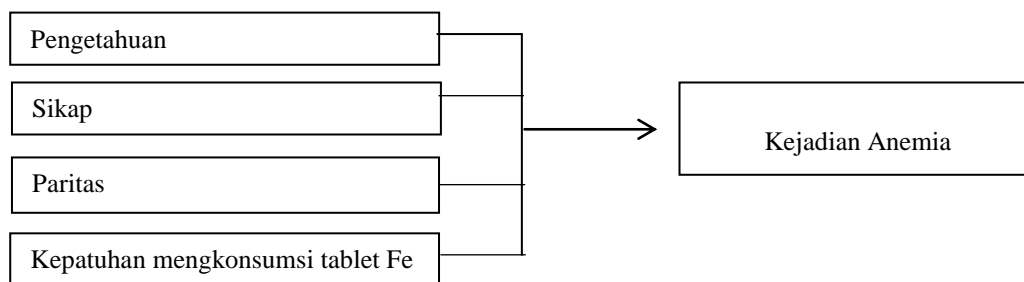 Pengetahuan
Sikap
Paritas
Kepatuhan mengkonsumsi tablet Fe
Kejadian Anemia